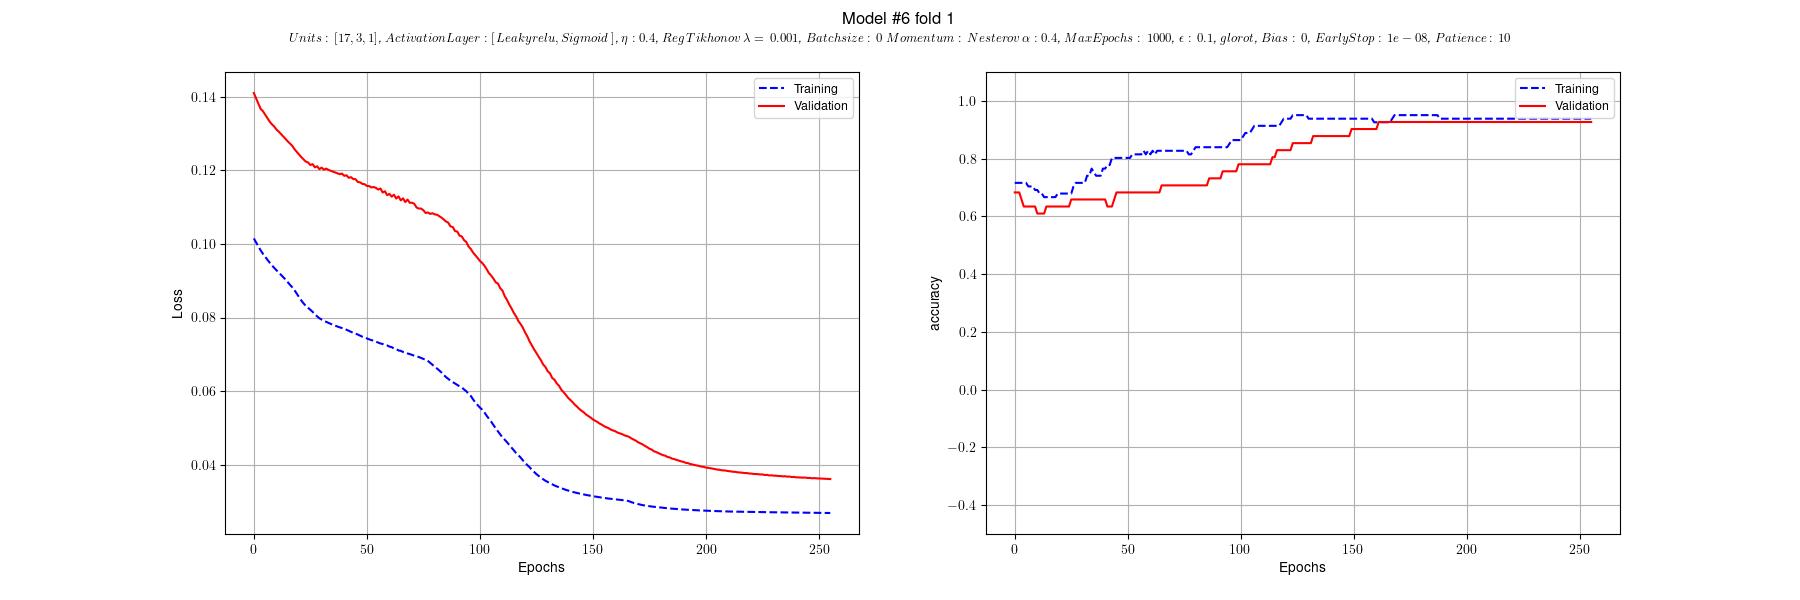 Model #6 fold 1
Units : [17, 3, 1], ActivationLayer : [Leakyrelu, Sigmoid], η : 0.4, RegTikhonov λ = 0.001, Batchsize : 0 Momentum : Nesterov α : 0.4, MaxEpochs : 1000, ϵ : 0.1, glorot, Bias : 0, EarlyStop : 1e − 08, Patience : 10
Training
Validation
0.14
0.12
0.10
0.08
0.06
0.04
Loss
0 50 100 150 200 250
Epochs
Training
Validation
1.0
0.8
0.6
0.4
0.2
0.0
−0.2
−0.4
accuracy
0 50 100 150 200 250
Epochs